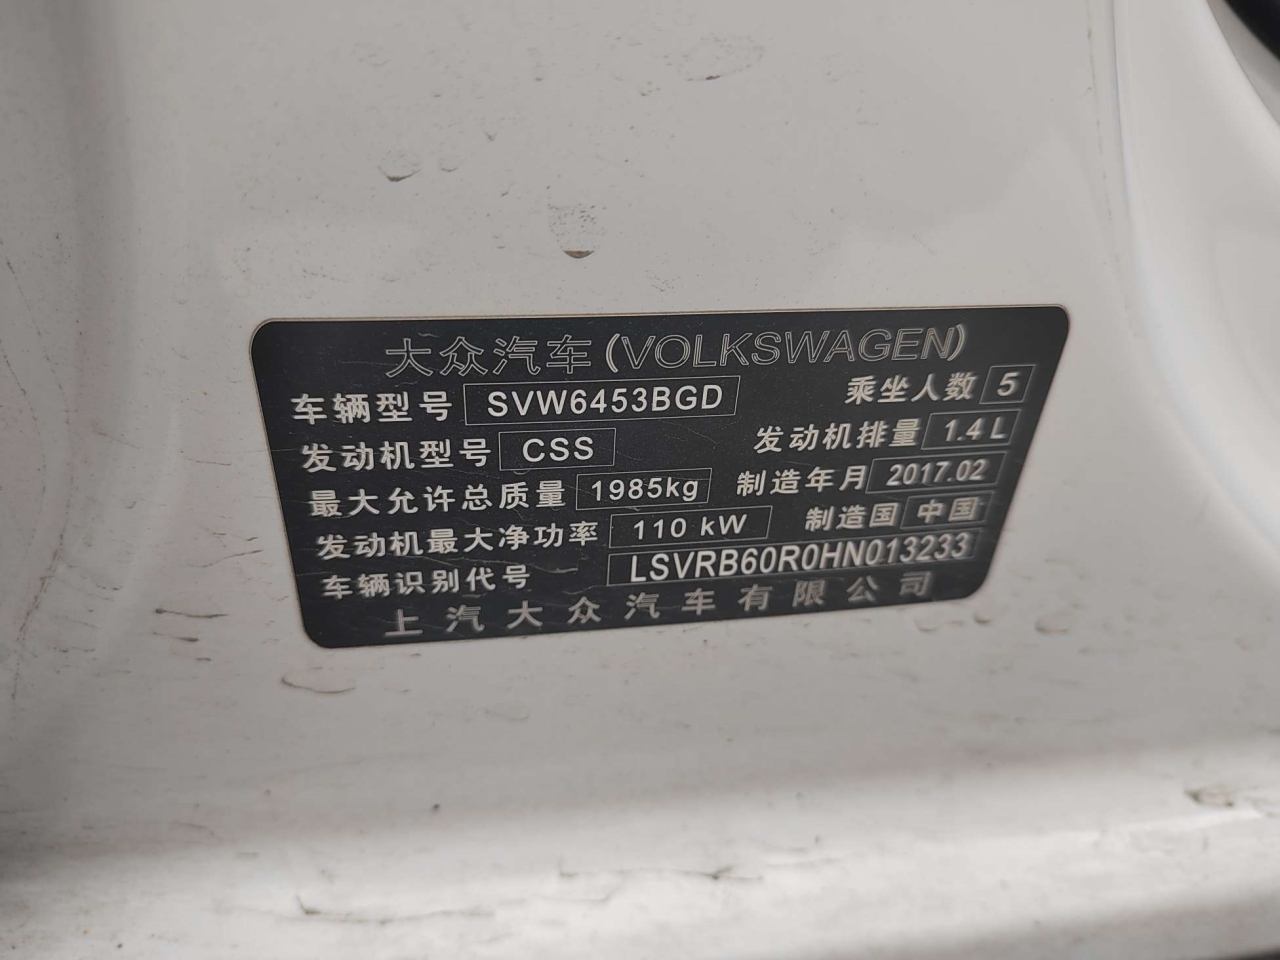 大众汽车(VOLKSWAGEN)
车辆型号 SVW6453BGD 乘坐人数 5
发动机型号 CSS 发动机排量 1.4 L
最大允许总质量 1985kg 制造年月 2017.02
发动机最大净功率 110 kW 制造国 中国
车辆识别代号 LSVRB60R0HN013233
上汽大众汽车有限公司